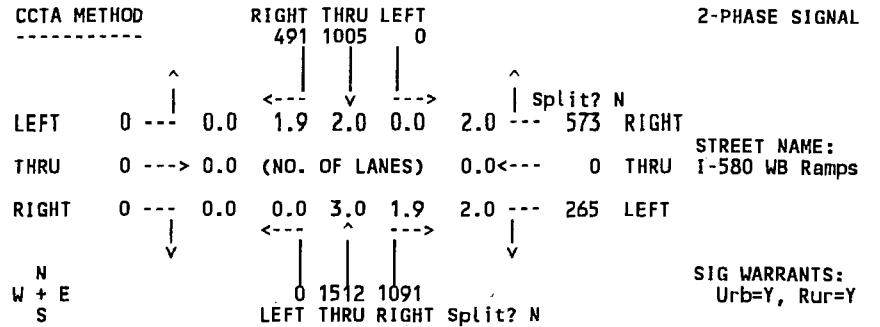 CCTA METHOD RIGHT THRU LEFT 2-PHASE SIGNAL
----------- 491 1005 0
^ ^
<--- v ---> Split? N
LEFT 0 --- 0.0 1.9 2.0 0.0 2.0 --- 573 RIGHT
STREET NAME:
THRU 0 ---> 0.0 (NO. OF LANES) 0.0<--- 0 THRU I-580 WB Ramps
RIGHT 0 --- 0.0 0.0 3.0 1.9 2.0 --- 265 LEFT
<--- ^ --->
v v
N SIG WARRANTS:
W + E 0 1512 1091 Urb=Y, Rur=Y
S LEFT THRU RIGHT Split? N